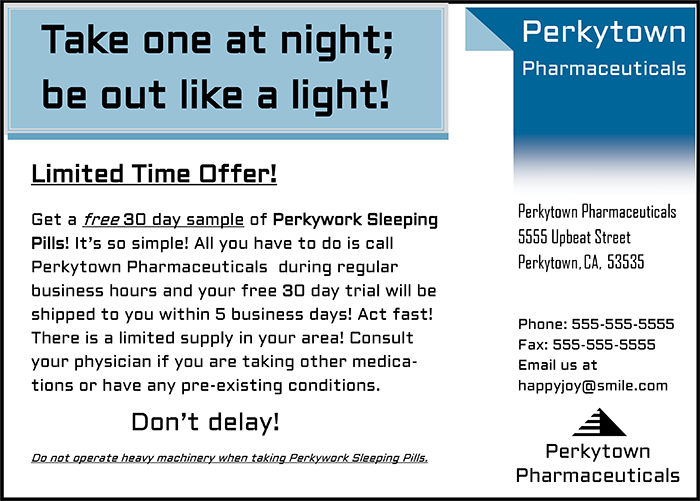 Take one at night;
be out like a light!
Limited Time Offer!
Get a free 30 day sample of Perkywork Sleeping
Pills! It's so simple! All you have to do is call
Perkytown Pharmaceuticals  during regular
business hours and your free 30 day trial will be
shipped to you within 5 business days! Act fast!
There is a limited supply in your area! Consult
your physician if you are taking other medica-
tions or have any pre-existing conditions.
Don't delay!
Do not operate heavy machinery when taking Perkywork Sleeping Pills.
Perkytown
Pharmaceuticals
Perkytown Pharmaceuticals
5555 Upbeat Street
Perkytown, CA, 53535
Phone: 555-555-5555
Fax: 555-555-5555
Email us at
happyjoy@smile.com
Perkytown
Pharmaceuticals